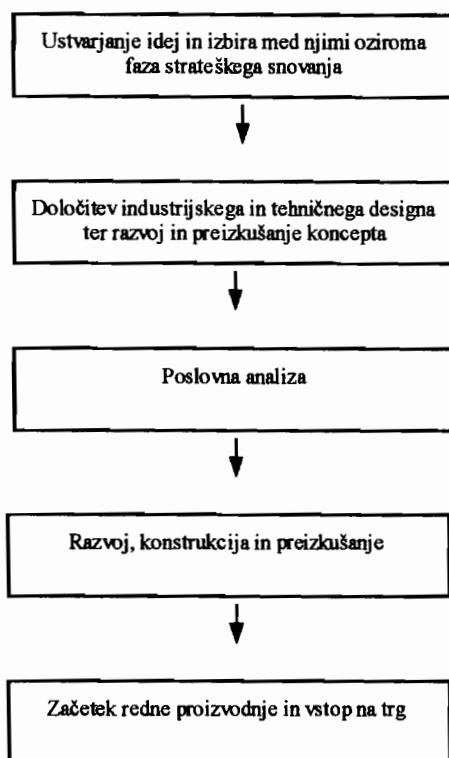 Ustvarjanje idej in izbira med njimi oziroma
faza strateškega snovanja
Določitev industrijskega in tehničnega designa
ter razvoj in preizkušanje koncepta
Poslovna analiza
Razvoj, konstrukcija in preizkušanje
Začetek redne proizvodnje in vstop na trg